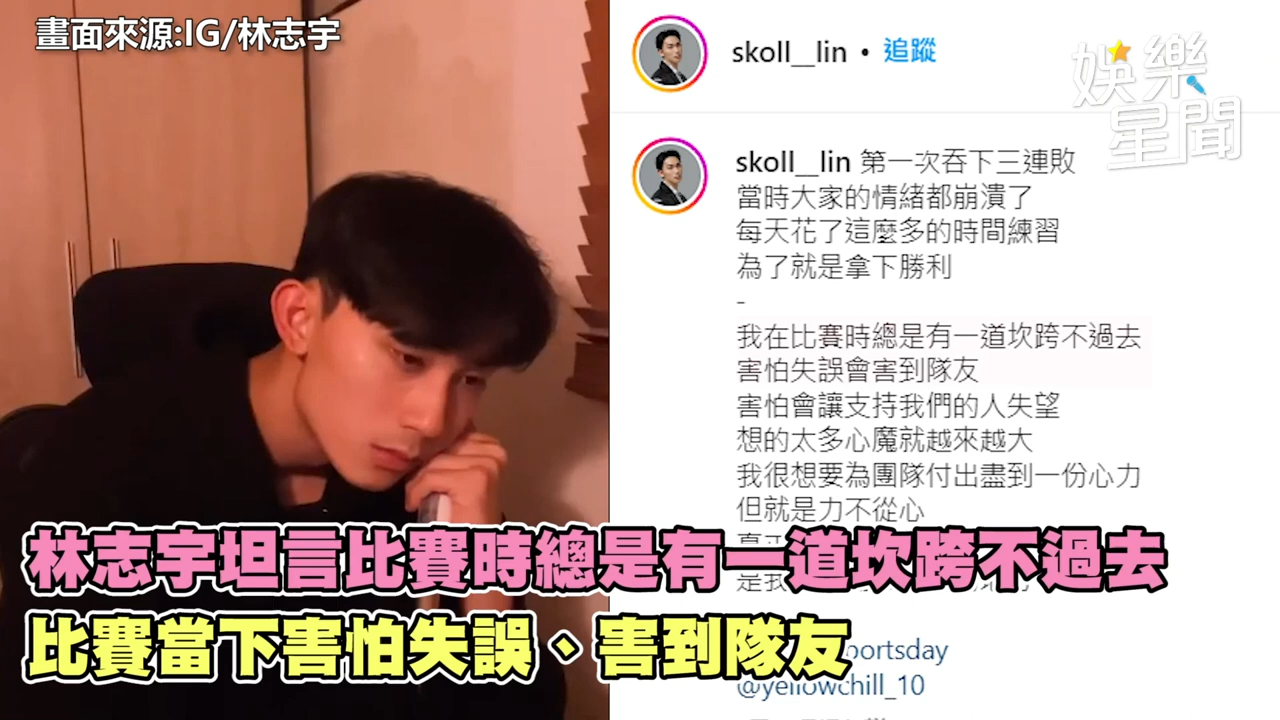 畫面來源:IG/林志宇
skoll__lin • 追蹤
娛樂
星聞
skoll__lin 第一次吞下三連敗
當時大家的情緒都崩潰了
每天花了這麼多的時間練習
為了就是拿下勝利
-
我在比賽時總是有一道坎跨不過去
害怕失誤會害到隊友
害怕會讓支持我們的人失望
想的太多心魔就越來越大
我很想要為團隊付出盡到一份心力
但就是力不從心
林志宇坦言比賽時總是有一道坎跨不過去
是我
比賽當下害怕失誤、害到隊友
portsday
@yellowchill_10